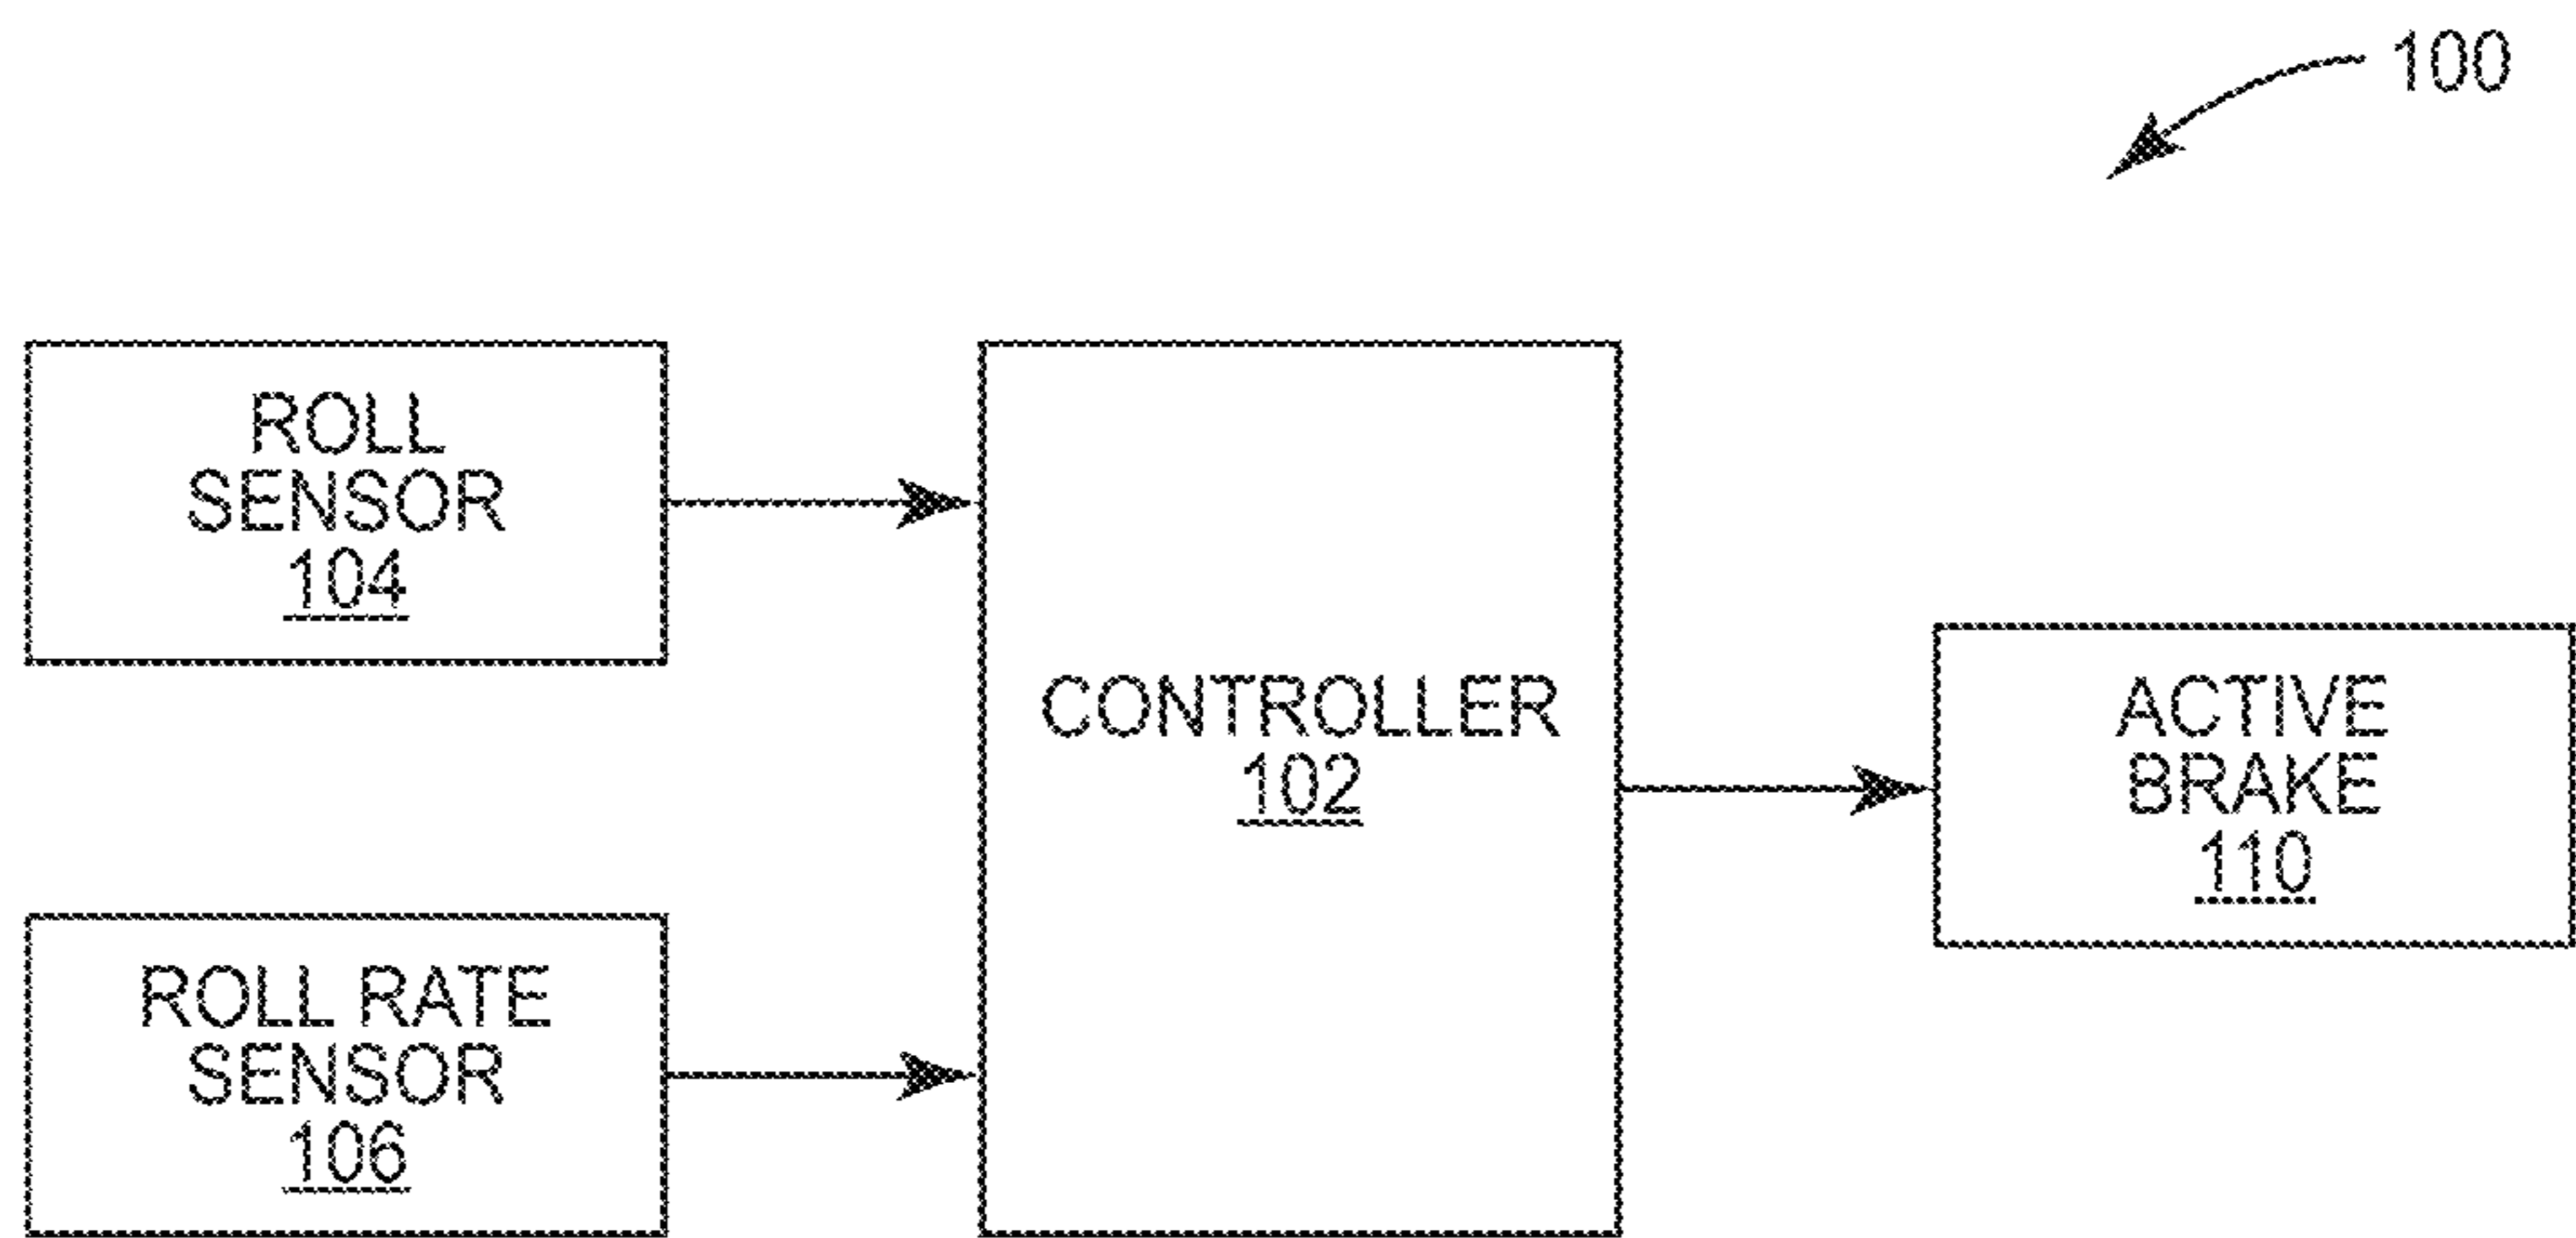 100
ROLL
SENSOR
104
CONTROLLER
102
ACTIVE
BRAKE
110
ROLL RATE
SENSOR
106